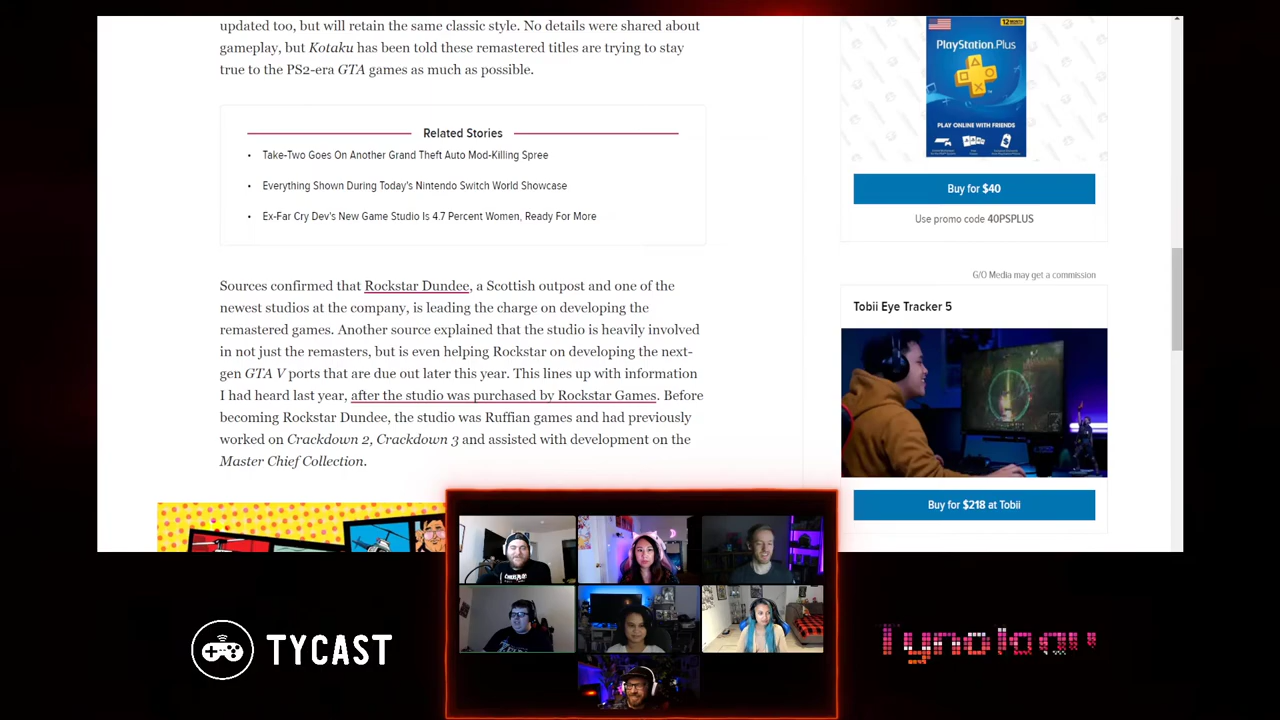 updated too, but will retain the same classic style. No details were shared about
gameplay, but Kotaku has been told these remastered titles are trying to stay
true to the PS2-era GTA games as much as possible.
Related Stories
• Take-Two Goes On Another Grand Theft Auto Mod-Killing Spree
• Everything Shown During Today's Nintendo Switch World Showcase
• Ex-Far Cry Dev's New Game Studio Is 4.7 Percent Women, Ready For More
Sources confirmed that Rockstar Dundee, a Scottish outpost and one of the
newest studios at the company, is leading the charge on developing the
remastered games. Another source explained that the studio is heavily involved
in not just the remasters, but is even helping Rockstar on developing the next-
gen GTA V ports that are due out later this year. This lines up with information
I had heard last year, after the studio was purchased by Rockstar Games. Before
becoming Rockstar Dundee, the studio was Ruffian games and had previously
worked on Crackdown 2, Crackdown 3 and assisted with development on the
Master Chief Collection.
12 MONTH
PlayStation.Plus
PLAY ONLINE WITH FRIENDS
Buy for $40
Use promo code 40PSPLUS
G/O Media may get a commission
Tobii Eye Tracker 5
Buy for $218 at Tobii
TYCAST
Tynology